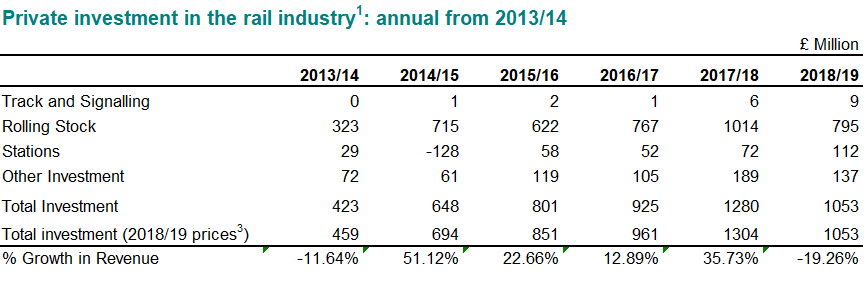 Private investment in the rail industry1: annual from 2013/14
£ Million
2013/14 2014/15 2015/16 2016/17 2017/18 2018/19
Track and Signalling 0 1 2 1 6 9
Rolling Stock 323 715 622 767 1014 795
Stations 29 -128 58 52 72 112
Other Investment 72 61 119 105 189 137
Total Investment 423 648 801 925 1280 1053
Total investment (2018/19 prices3) 459 694 851 961 1304 1053
% Growth in Revenue -11.64% 51.12% 22.66% 12.89% 35.73% -19.26%